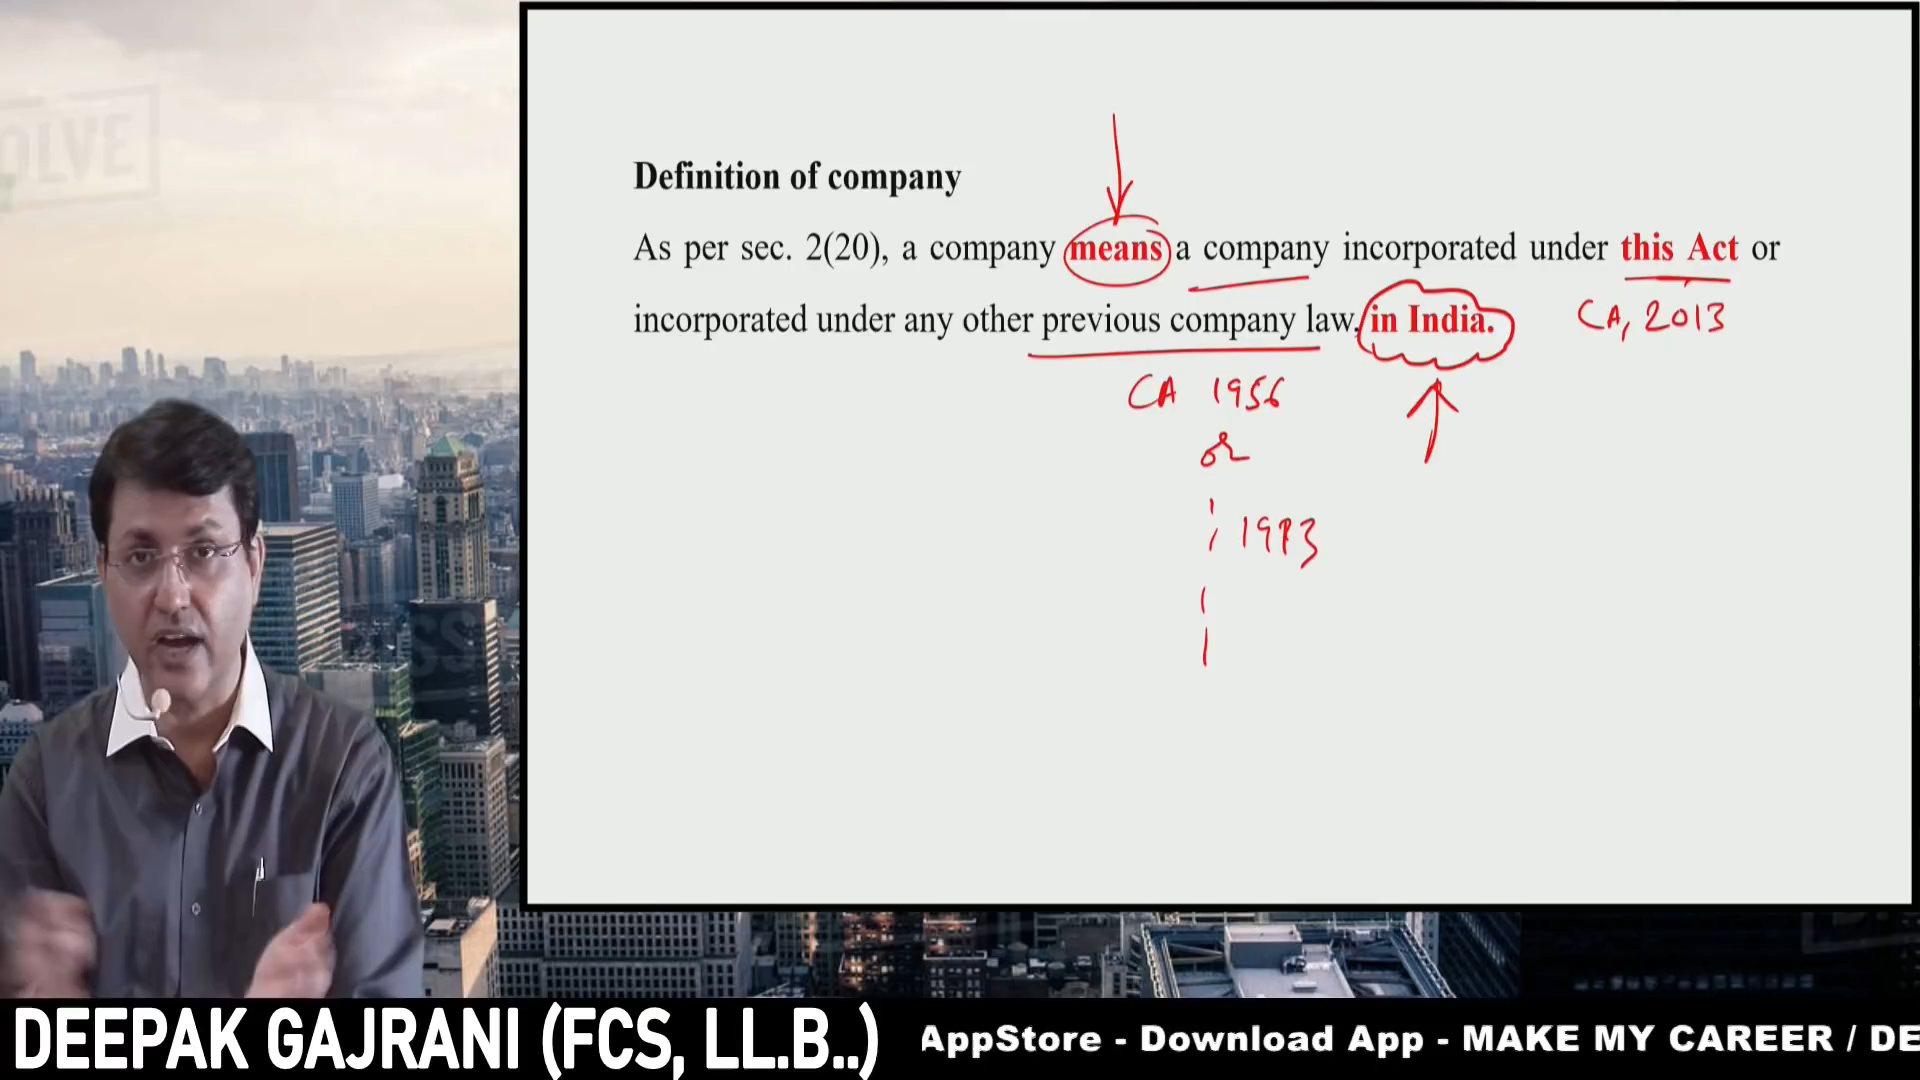 OLVE
Definition of company
As per sec. 2(20), a company means a company incorporated under this Act or
incorporated under any other previous company law, in India.
CA, 2013
CA 1956
or
1913
DEEPAK GAJRANI (FCS, LL.B..)
AppStore - Download App - MAKE MY CAREER / DE